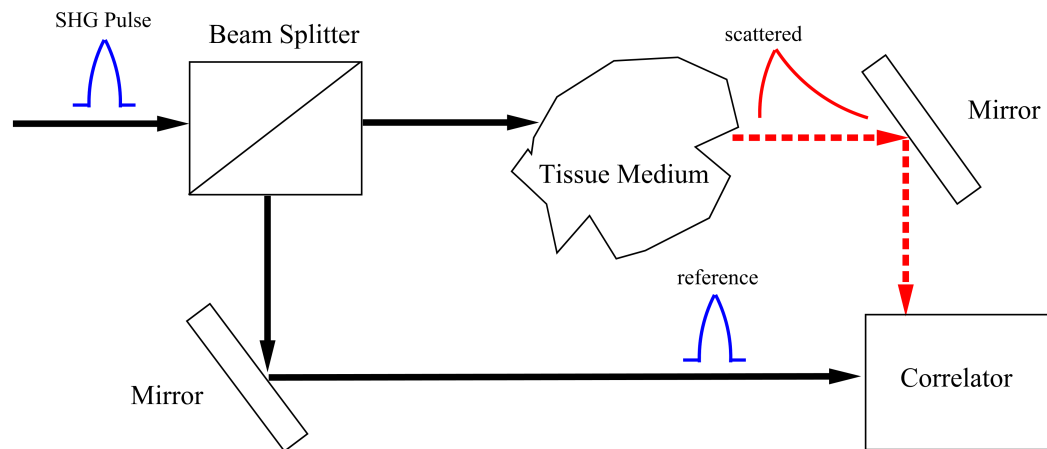 SHG Pulse
Beam Splitter
scattered
Mirror
Tissue Medium
reference
Mirror
Correlator